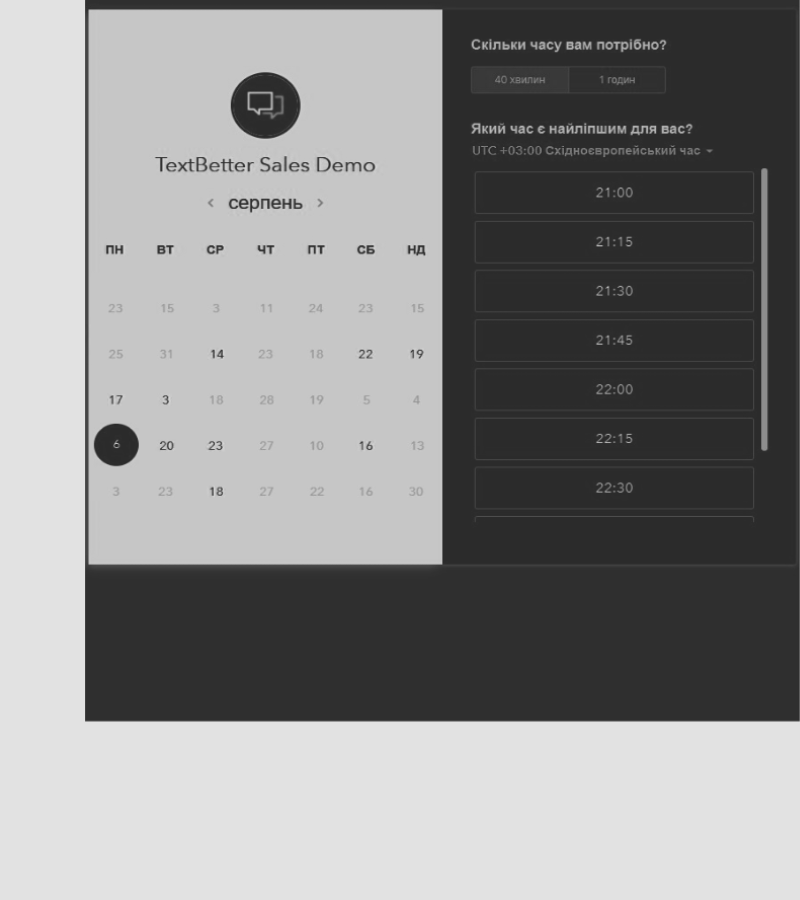 TextBetter Sales Demo
серпень
ПН ВТ СР ЧТ ПТ СБ НД
23 15 3 11 24 23 15
25 31 14 23 18 22 19
17 3 18 28 19 5 4
6 20 23 27 10 16 13
3 23 18 27 22 16 30
Скільки часу вам потрібно?
40 хвилин 1 годин
Який час є найліпшим для вас?
UTC +03:00 Східноєвропейський час
21:00
21:15
21:30
21:45
22:00
22:15
22:30